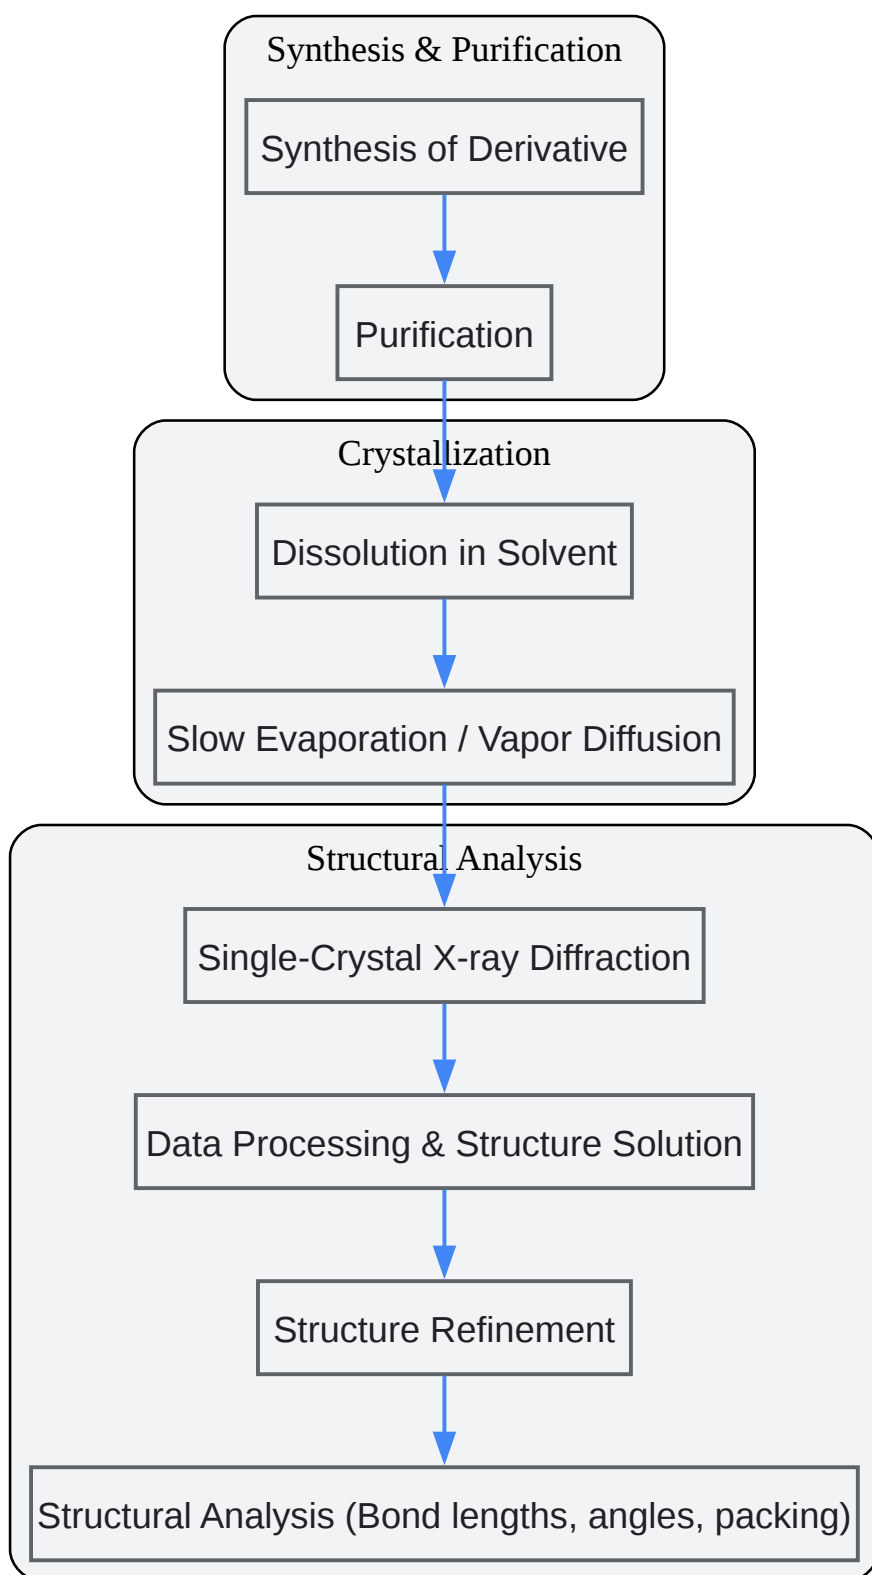 Synthesis & Purification
Synthesis of Derivative
Purification
Crystallization
Dissolution in Solvent
Slow Evaporation / Vapor Diffusion
Structural Analysis
Single-Crystal X-ray Diffraction
Data Processing & Structure Solution
Structure Refinement
Structural Analysis (Bond lengths, angles, packing)